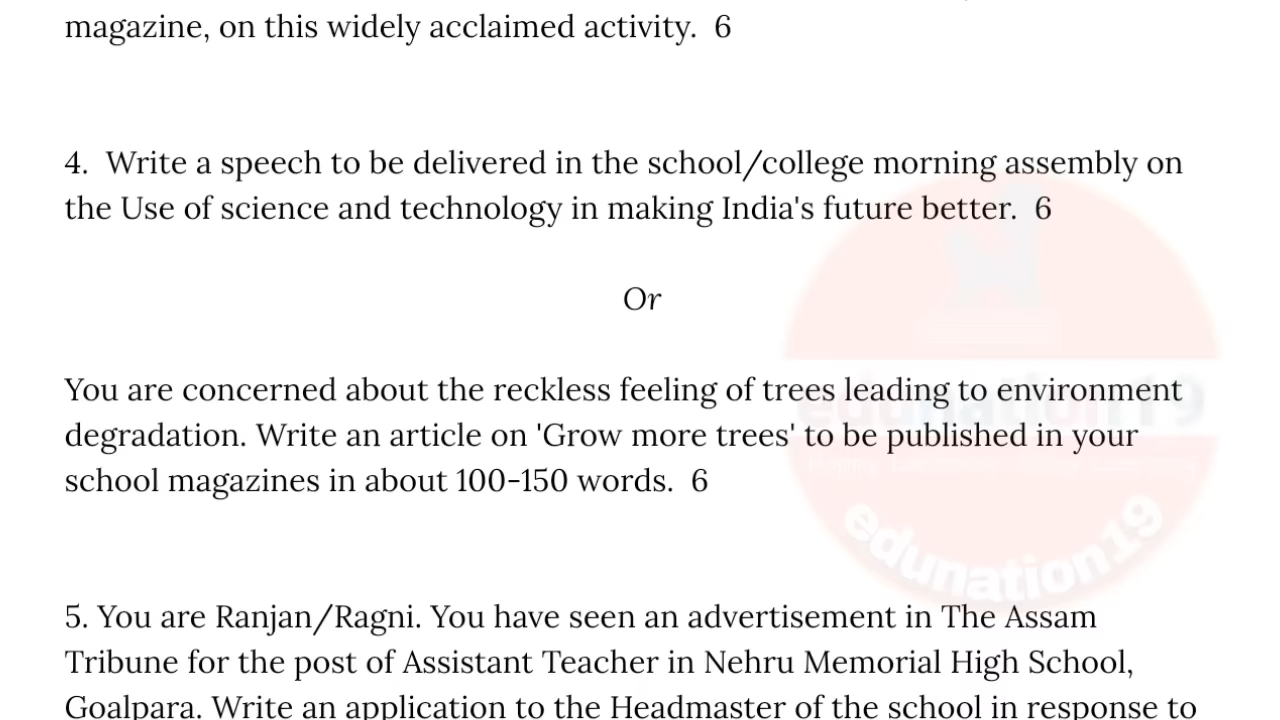 magazine, on this widely acclaimed activity. 6
4. Write a speech to be delivered in the school/college morning assembly on
the Use of science and technology in making India's future better. 6
Or
You are concerned about the reckless feeling of trees leading to environment
degradation. Write an article on 'Grow more trees' to be published in your
school magazines in about 100-150 words. 6
edunation19
edunation19
5. You are Ranjan/Ragni. You have seen an advertisement in The Assam
Tribune for the post of Assistant Teacher in Nehru Memorial High School,
Goalpara. Write an application to the Headmaster of the school in response to